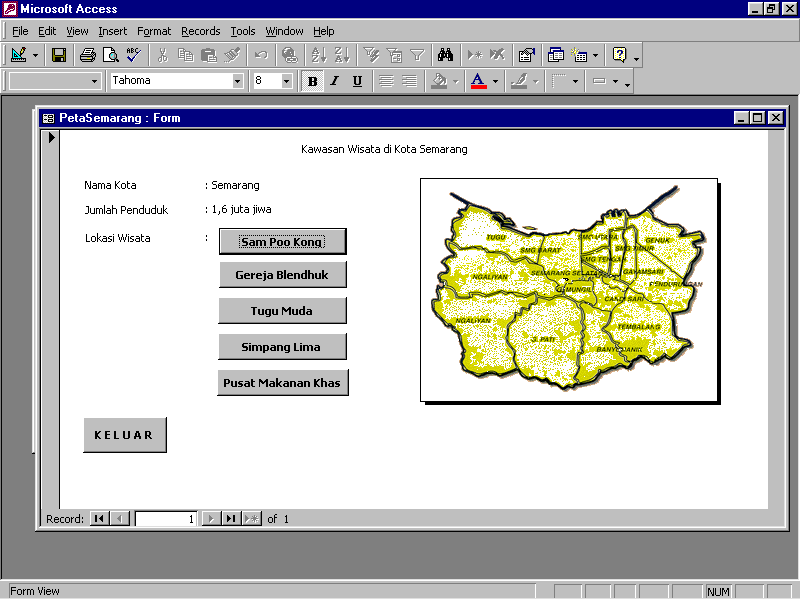 Microsoft Access
File Edit View Insert Format Records Tools Window Help
ABC
Tahoma 8 B I U A
PetaSemarang : Form
Kawasan Wisata di Kota Semarang
Nama Kota : Semarang
Jumlah Penduduk : 1,6 juta jiwa
Lokasi Wisata :
Sam Poo Kong
Gereja Blendhuk
Tugu Muda
Simpang Lima
Pusat Makanan Khas
KELUAR
TUGU
SMG BARAT
SMG UTARA
GENUK
SMG TIMUR
SMG TENGAH
GAYAMSARI
NGALIYAN
SEMARANG SELATAN
PENDURUNGAN
CANDI SARI
NGALIYAN
TEMBALANG
BANYUMANIK
Record: 1 of 1
Form View NUM